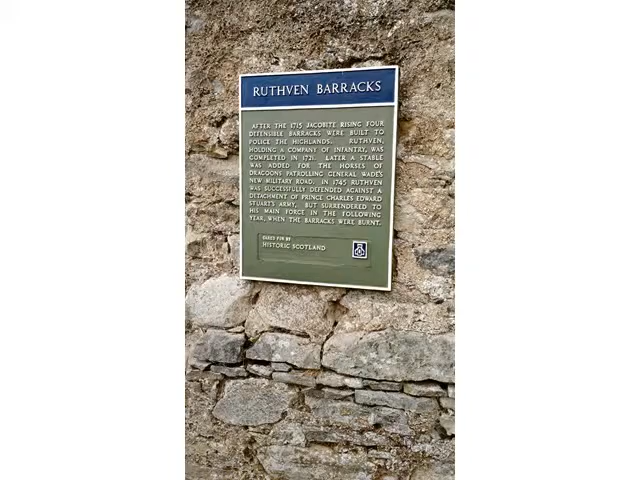 RUTHVEN BARRACKS
AFTER THE 1715 JACOBITE RISING FOUR
DEFENSIBLE BARRACKS WERE BUILT TO
POLICE THE HIGHLANDS. RUTHVEN,
HOLDING A COMPANY OF INFANTRY, WAS
COMPLETED IN 1721. LATER A STABLE
WAS ADDED FOR THE HORSES OF
DRAGOONS PATROLLING GENERAL WADE'S
NEW MILITARY ROAD. IN 1745 RUTHVEN
WAS SUCCESSFULLY DEFENDED AGAINST A
DETACHMENT OF PRINCE CHARLES EDWARD
STUART'S ARMY, BUT SURRENDERED TO
HIS MAIN FORCE IN THE FOLLOWING
YEAR, WHEN THE BARRACKS WERE BURNT.
CARED FOR BY
HISTORIC SCOTLAND